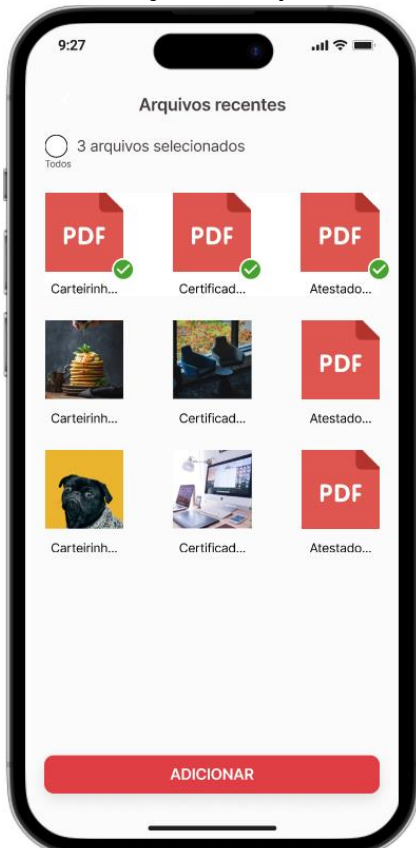 9:27
Arquivos recentes
3 arquivos selecionados
Todos
PDF PDF PDF
Carteirinh... Certificad... Atestado...
PDF
Carteirinh... Certificad... Atestado...
PDF
Carteirinh... Certificad... Atestado...
ADICIONAR